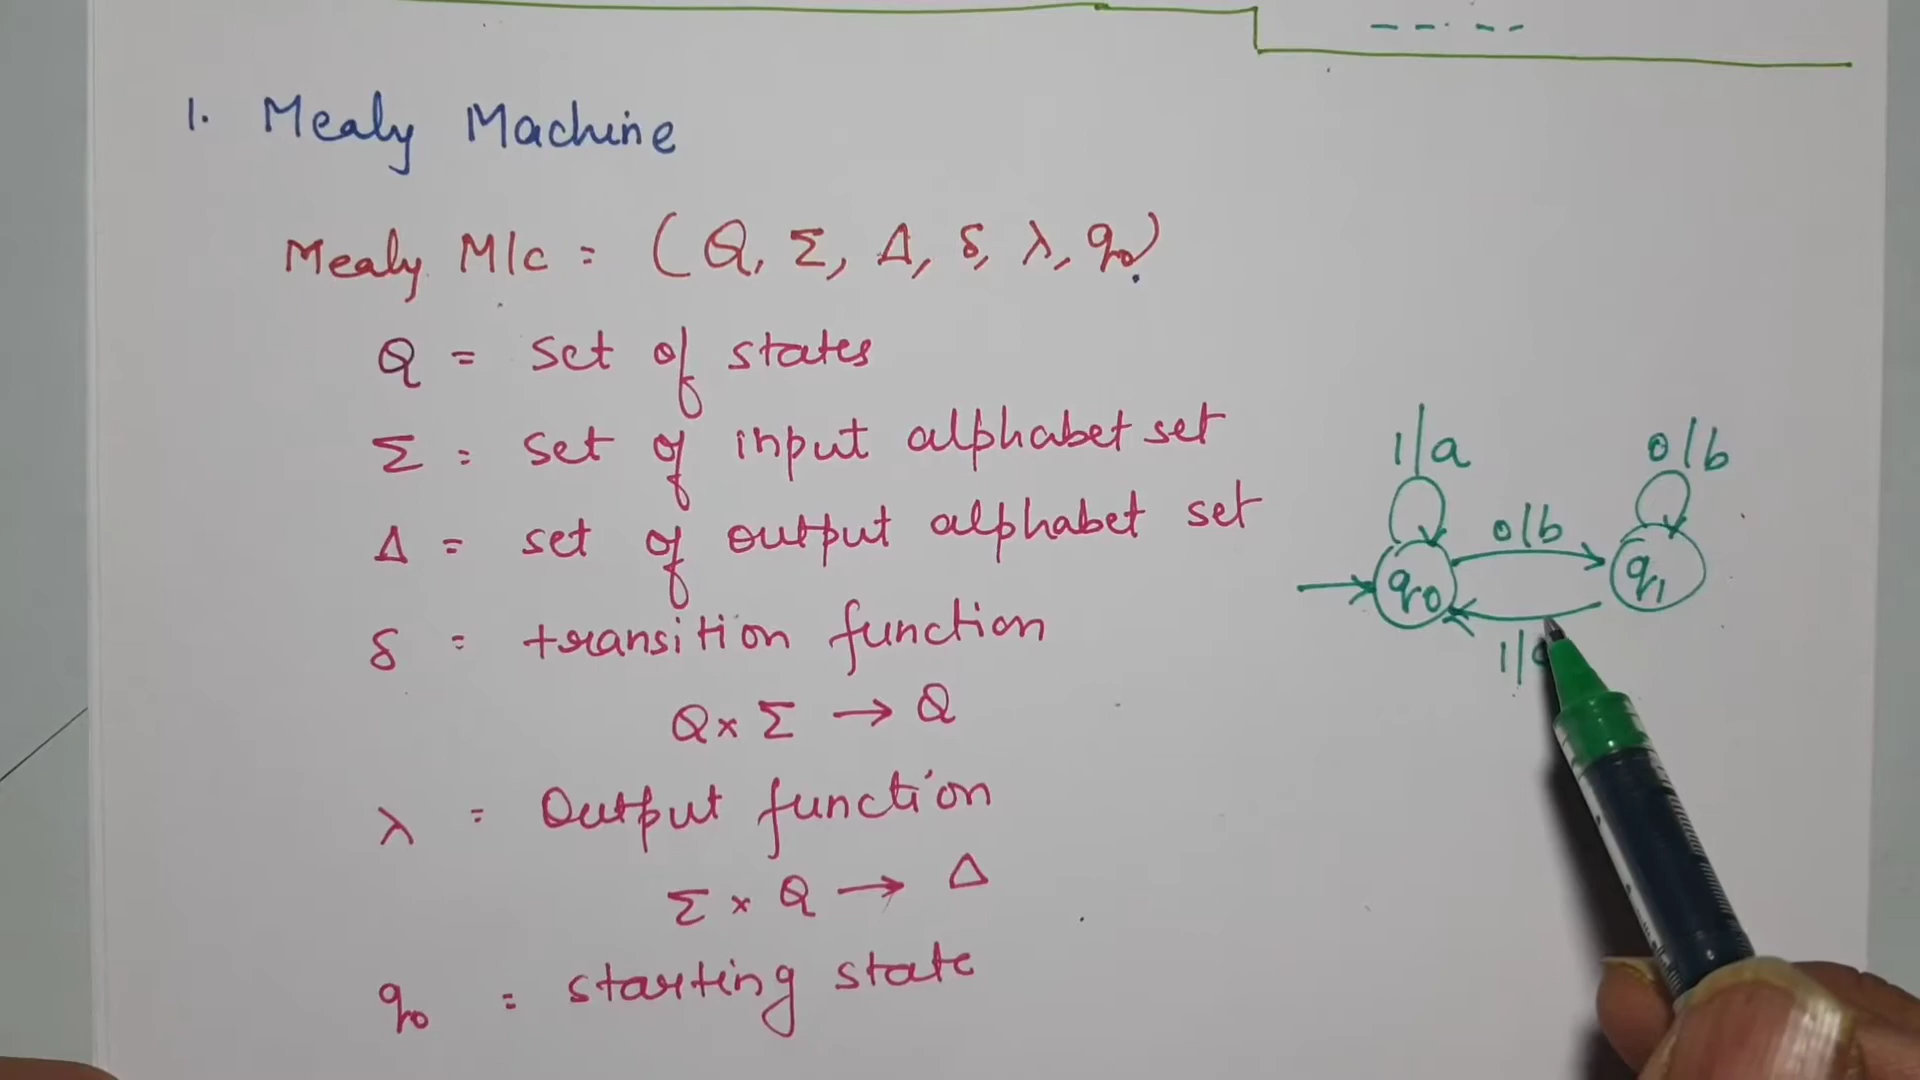 1. Mealy Machine
Mealy M/c = (Q, Σ, Δ, δ, λ, q₀)
Q = set of states
Σ = set of input alphabet set
Δ = set of output alphabet set
δ = transition function
Q × Σ → Q
λ = Output function
Σ × Q → Δ
q₀ = starting state
1/a
0/b
0/b
q₀
q₁
1/